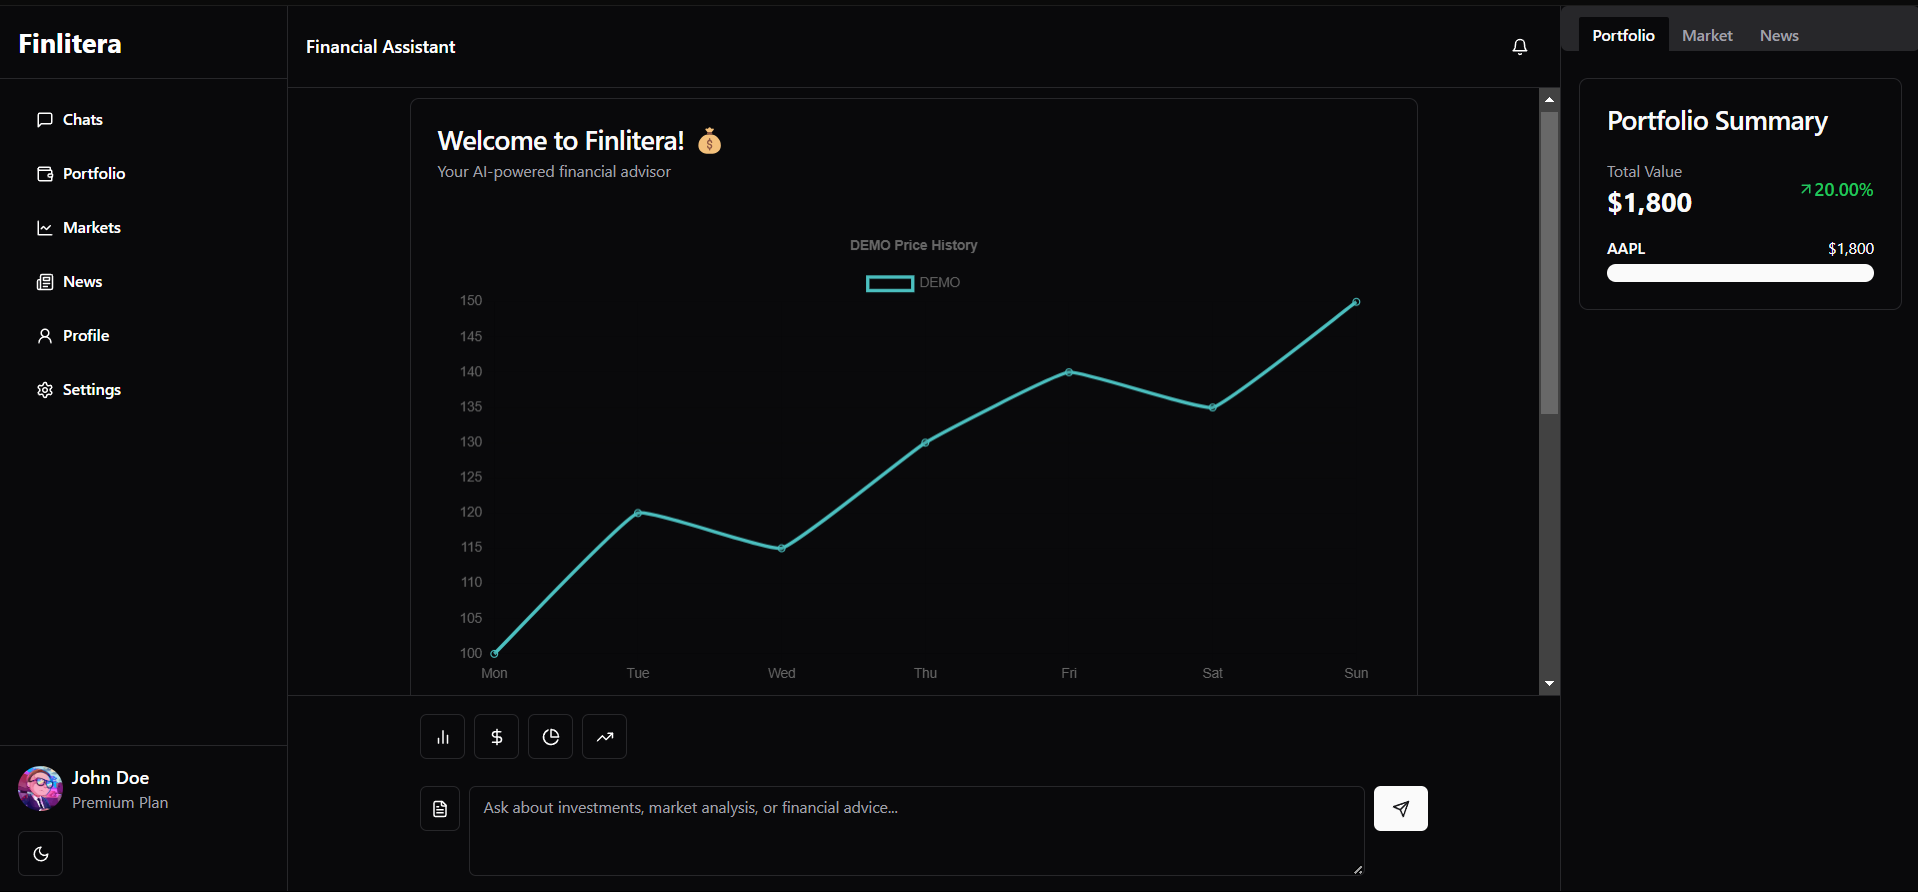 Finlitera
Chats
Portfolio
Markets
News
Profile
Settings
John Doe
Premium Plan
Financial Assistant
Welcome to Finlitera! 💰
Your AI-powered financial advisor
DEMO Price History
DEMO
150
145
140
135
130
125
120
115
110
105
100
Mon Tue Wed Thu Fri Sat Sun
Ask about investments, market analysis, or financial advice...
Portfolio Market News
Portfolio Summary
Total Value
$1,800
20.00%
AAPL $1,800